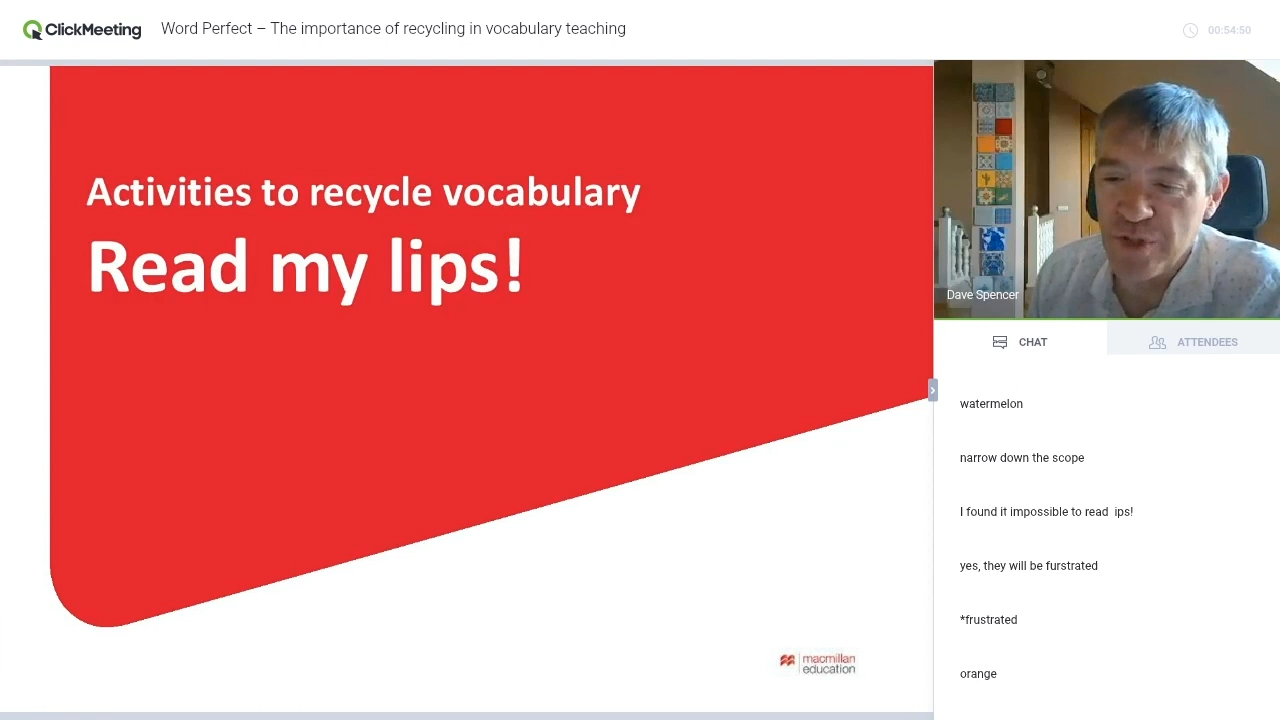 ClickMeeting
Word Perfect – The importance of recycling in vocabulary teaching
00:54:50
Activities to recycle vocabulary
Read my lips!
macmillan
education
Dave Spencer
CHAT
ATTENDEES
watermelon
narrow down the scope
I found it impossible to read ips!
yes, they will be furstrated
*frustrated
orange